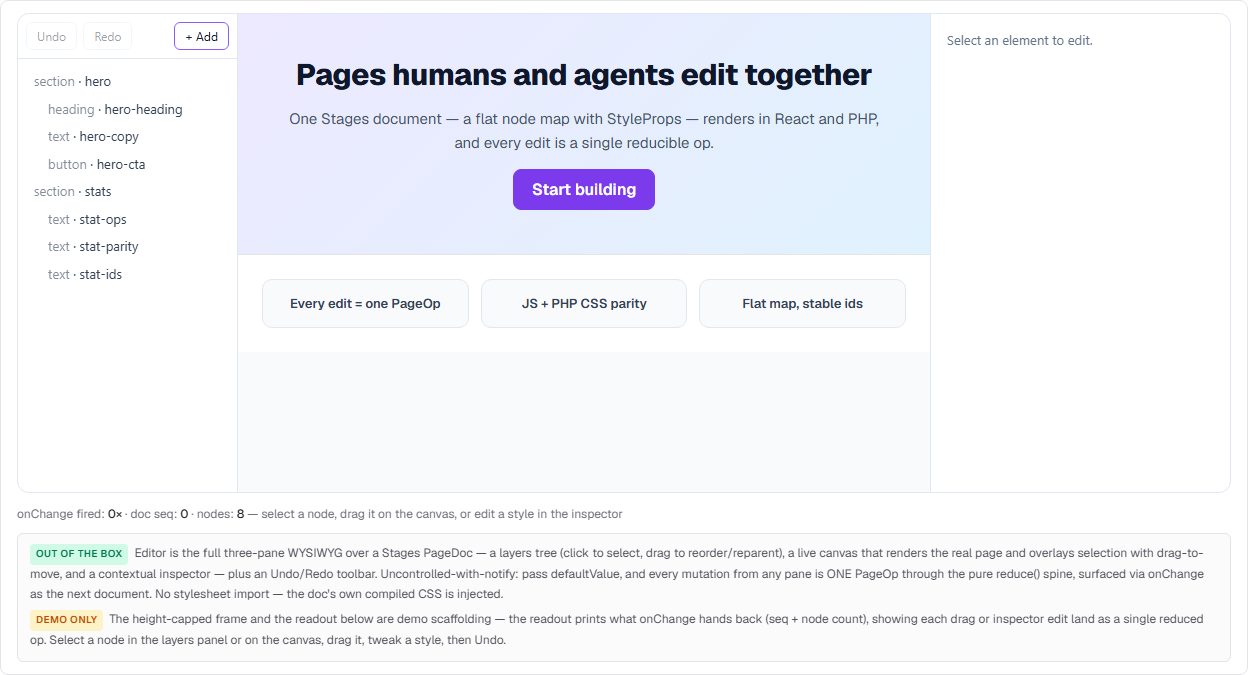 Undo Redo + Add
section · hero
heading · hero-heading
text · hero-copy
button · hero-cta
section · stats
text · stat-ops
text · stat-parity
text · stat-ids
Pages humans and agents edit together
One Stages document — a flat node map with StyleProps — renders in React and PHP,
and every edit is a single reducible op.
Start building
Every edit = one PageOp
JS + PHP CSS parity
Flat map, stable ids
Select an element to edit.
onChange fired: 0× · doc seq: 0 · nodes: 8 — select a node, drag it on the canvas, or edit a style in the inspector
OUT OF THE BOX Editor is the full three-pane WYSIWYG over a Stages PageDoc — a layers tree (click to select, drag to reorder/reparent), a live canvas that renders the real page and overlays selection with drag-to-
move, and a contextual inspector — plus an Undo/Redo toolbar. Uncontrolled-with-notify: pass defaultValue, and every mutation from any pane is ONE PageOp through the pure reduce() spine, surfaced via onChange
as the next document. No stylesheet import — the doc's own compiled CSS is injected.
DEMO ONLY The height-capped frame and the readout below are demo scaffolding — the readout prints what onChange hands back (seq + node count), showing each drag or inspector edit land as a single reduced
op. Select a node in the layers panel or on the canvas, drag it, tweak a style, then Undo.